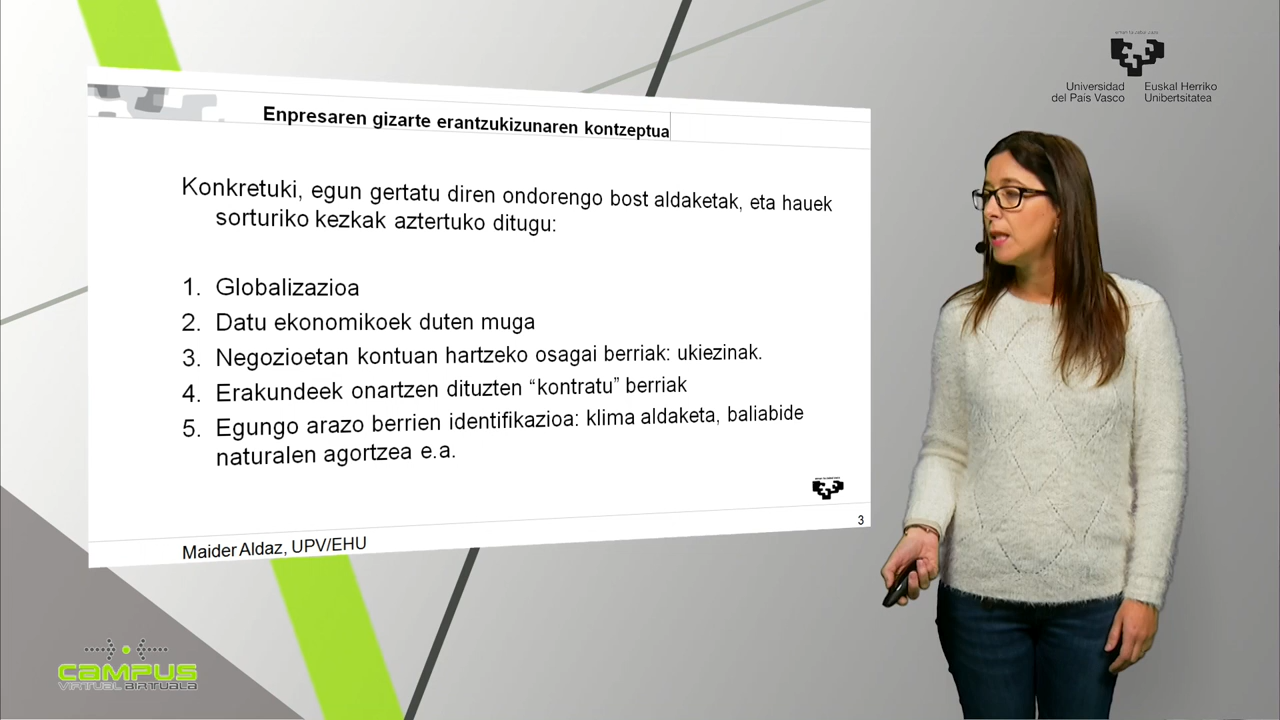 Universidad
del País Vasco
Euskal Herriko
Unibertsitatea
Enpresaren gizarte erantzukizunaren kontzeptua
Konkretuki, egun gertatu diren ondorengo bost aldaketak, eta hauek
sorturiko kezkak aztertuko ditugu:
1. Globalizazioa
2. Datu ekonomikoek duten muga
3. Negozioetan kontuan hartzeko osagai berriak: ukiezinak.
4. Erakundeek onartzen dituzten “kontratu” berriak
5. Egungo arazo berrien identifikazioa: klima aldaketa, baliabide
naturalen agortzea e.a.
3
Maider Aldaz, UPV/EHU
CAMPUS
VIRTUAL BIRTUALA